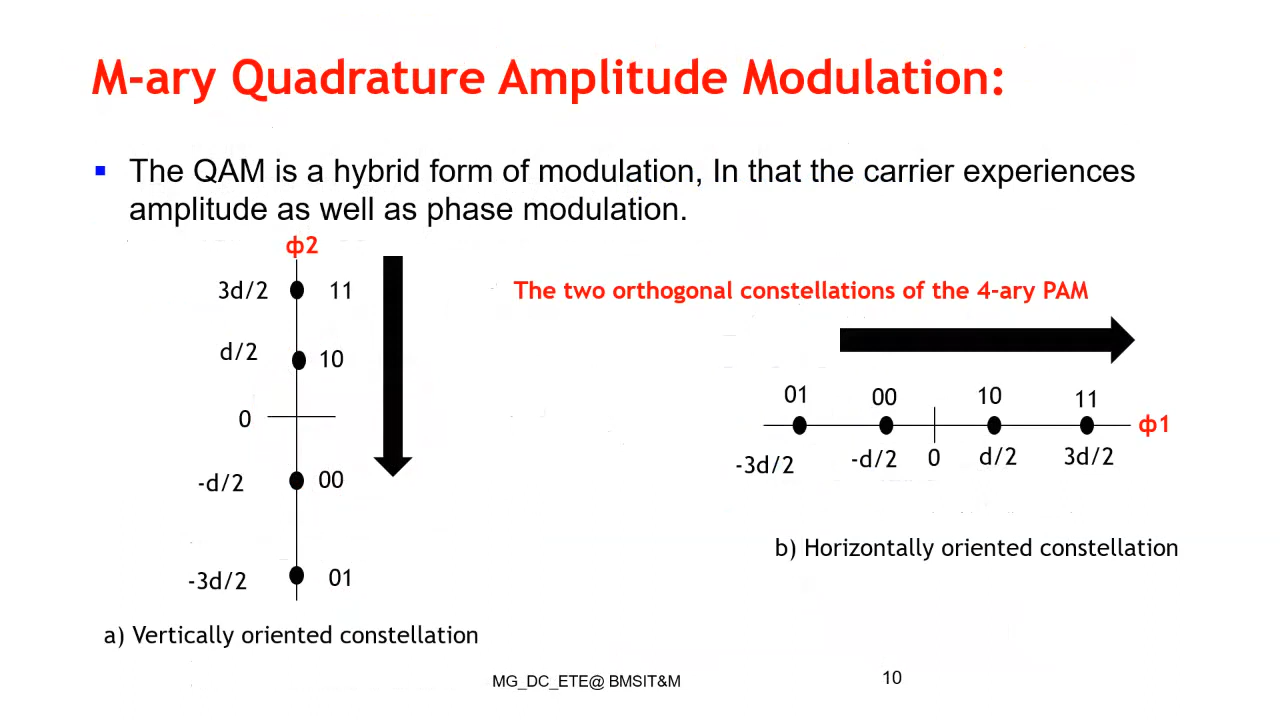 M-ary Quadrature Amplitude Modulation:
The QAM is a hybrid form of modulation, In that the carrier experiences
amplitude as well as phase modulation.
ф2
3d/2 11
d/2 10
0
-d/2 00
-3d/2 01
a) Vertically oriented constellation
The two orthogonal constellations of the 4-ary PAM
01 00 10 11
ф1
-3d/2 -d/2 0 d/2 3d/2
b) Horizontally oriented constellation
MG_DC_ETE@ BMSIT&M
10